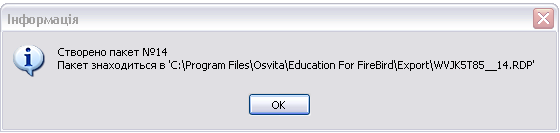 Інформація
Створено пакет №14
Пакет знаходиться в 'C:\Program Files\Osvita\Education For FireBird\Export\WVJK5T85__14.RDP'
OK